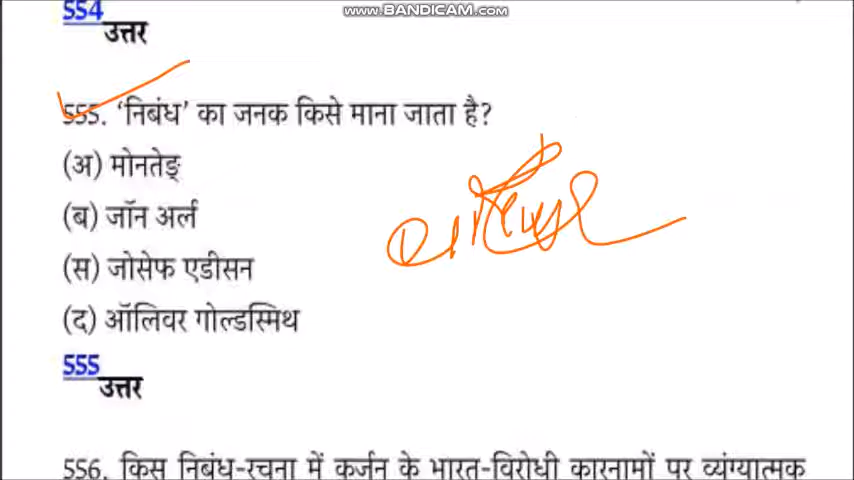 www.BANDICAM.com
554
उत्तर
555. ‘निबंध’ का जनक किसे माना जाता है?
(अ) मोनतेङ्
(ब) जॉन अर्ल
(स) जोसेफ एडीसन
(द) ऑलिवर गोल्डस्मिथ
555
उत्तर
556. किस निबंध-रचना में कर्जन के भारत-विरोधी कारनामों पर व्यंग्यात्मक